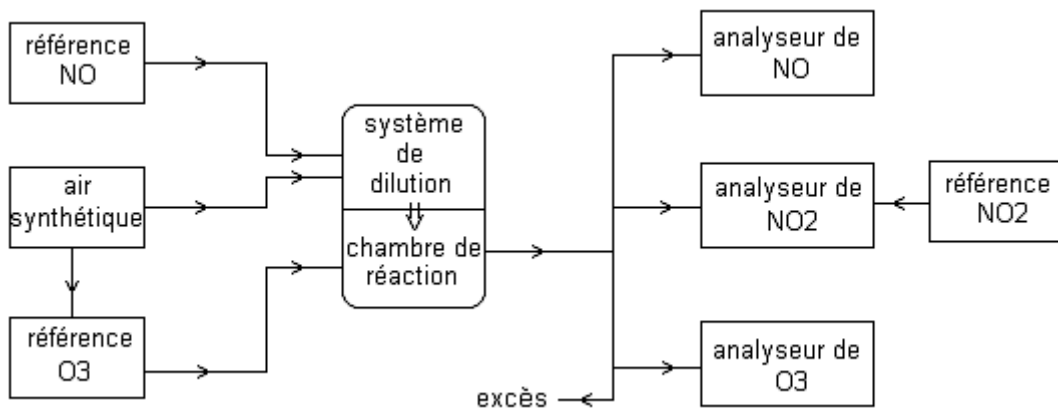 référence
NO
air
synthétique
référence
O3
système
de
dilution
chambre de
réaction
analyseur de
NO
analyseur de
NO2
référence
NO2
analyseur de
O3
excès